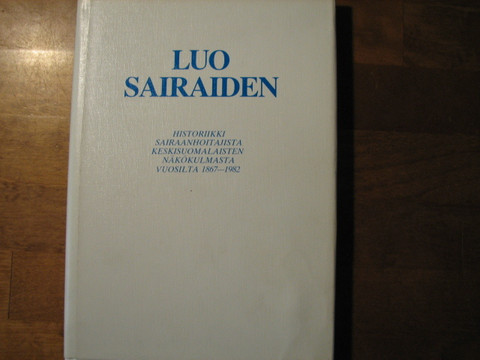 LUO
SAIRAIDEN
HISTORIIKKI
SAIRAANHOITAJISTA
KESKISUOMALAISTEN
NÄKÖKULMASTA
VUOSILTA 1867—1982